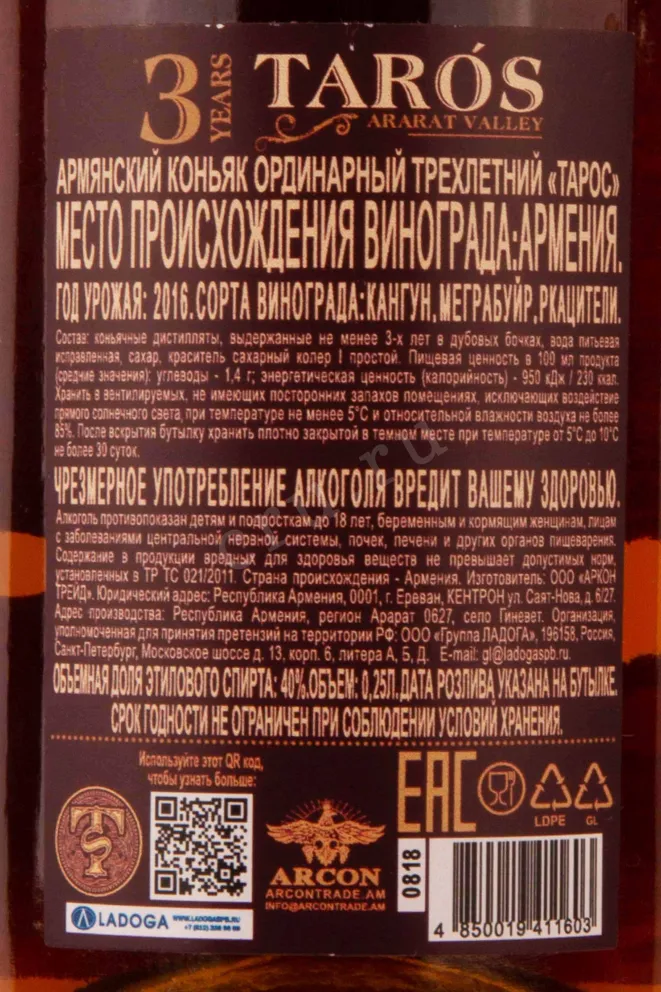 3 YEARS TARÓS
ARARAT VALLEY
АРМЯНСКИЙ КОНЬЯК ОРДИНАРНЫЙ ТРЕХЛЕТНИЙ «ТАРОС»
МЕСТО ПРОИСХОЖДЕНИЯ ВИНОГРАДА:АРМЕНИЯ.
ГОД УРОЖАЯ: 2016.СОРТА ВИНОГРАДА:КАНГУН,МЕГРАБУЙР,РКАЦИТЕЛИ.
Состав: коньячные дистилляты, выдержанные не менее 3-х лет в дубовых бочках, вода питьевая
исправленная, сахар, краситель сахарный колер I простой. Пищевая ценность в 100 мл продукта
(средние значения): углеводы - 1,4 г; энергетическая ценность (калорийность) - 950 кДж / 230 ккал.
Хранить в вентилируемых, не имеющих посторонних запахов помещениях, исключающих воздействие
прямого солнечного света, при температуре не менее 5°С и относительной влажности воздуха не более
85%. После вскрытия бутылку хранить плотно закрытой в темном месте при температуре от 5°С до 10°С
не более 30 суток.
ЧРЕЗМЕРНОЕ УПОТРЕБЛЕНИЕ АЛКОГОЛЯ ВРЕДИТ ВАШЕМУ ЗДОРОВЬЮ.
Алкоголь противопоказан детям и подросткам до 18 лет, беременным и кормящим женщинам, лицам
с заболеваниями центральной нервной системы, почек, печени и других органов пищеварения.
Содержание в продукции вредных для здоровья веществ не превышает допустимых норм,
установленных в ТР ТС 021/2011. Страна происхождения - Армения. Изготовитель: ООО «АРКОН
ТРЕЙД». Юридический адрес: Республика Армения, 0001, г. Ереван, КЕНТРОН ул. Саят-Нова, д. 6/27.
Адрес производства: Республика Армения, регион Арарат 0627, село Гиневет. Организация,
уполномоченная для принятия претензий на территории РФ: ООО «Группа ЛАДОГА», 196158, Россия,
Санкт-Петербург, Московское шоссе д. 13, корп. 6, литера А, Б, Д. E-mail: gl@ladogaspb.ru.
ОБЪЕМНАЯ ДОЛЯ ЭТИЛОВОГО СПИРТА: 40%.ОБЪЕМ: 0,25Л.ДАТА РОЗЛИВА УКАЗАНА НА БУТЫЛКЕ.
СРОК ГОДНОСТИ НЕ ОГРАНИЧЕН ПРИ СОБЛЮДЕНИИ УСЛОВИЙ ХРАНЕНИЯ.
Используйте этот QR код,
чтобы узнать больше:
EAC
LDPE GL
TS
ARCON
ARCONTRADE.AM
INFO@ARCONTRADE.AM
0818
LADOGA
WWW.LADOGASPB.RU
4 850019 411603